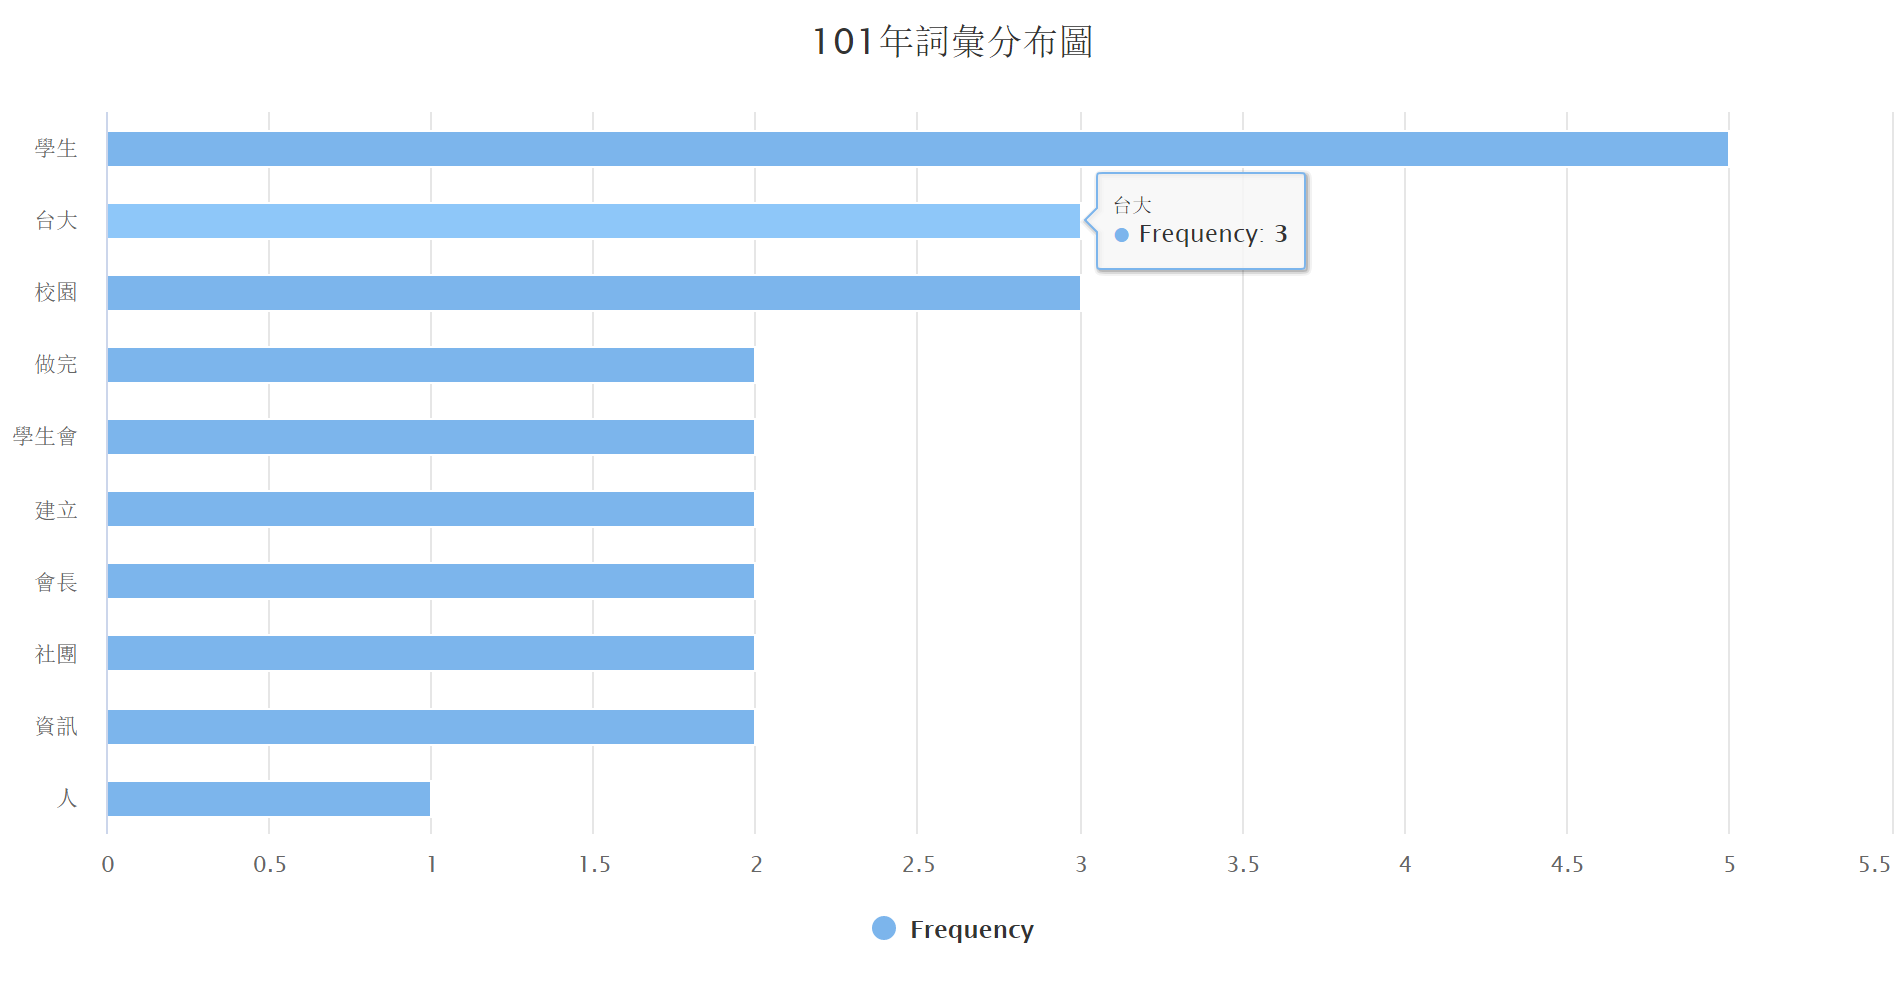 101年詞彙分布圖
學生
台大
台大
Frequency: 3
校園
做完
學生會
建立
會長
社團
資訊
人
0 0.5 1 1.5 2 2.5 3 3.5 4 4.5 5 5.5
Frequency